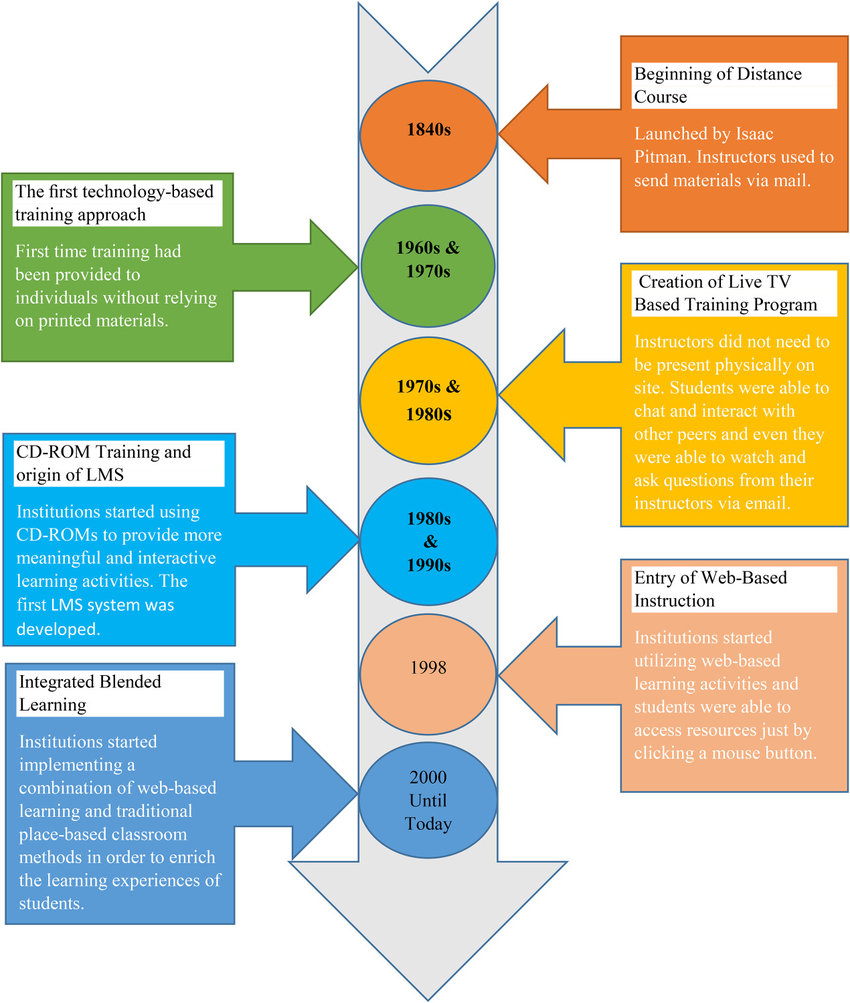 1840s
Beginning of Distance
Course
Launched by Isaac
Pitman. Instructors used to
send materials via mail.
The first technology-based
training approach
First time training had
been provided to
individuals without relying
on printed materials.
1960s &
1970s
Creation of Live TV
Based Training Program
Instructors did not need to
be present physically on
site. Students were able to
chat and interact with
other peers and even they
were able to watch and
ask questions from their
instructors via email.
1970s &
1980s
CD-ROM Training and
origin of LMS
Institutions started using
CD-ROMs to provide more
meaningful and interactive
learning activities. The
first LMS system was
developed.
1980s
&
1990s
Entry of Web-Based
Instruction
Institutions started
utilizing web-based
learning activities and
students were able to
access resources just by
clicking a mouse button.
1998
Integrated Blended
Learning
Institutions started
implementing a
combination of web-based
learning and traditional
place-based classroom
methods in order to enrich
the learning experiences of
students.
2000
Until
Today